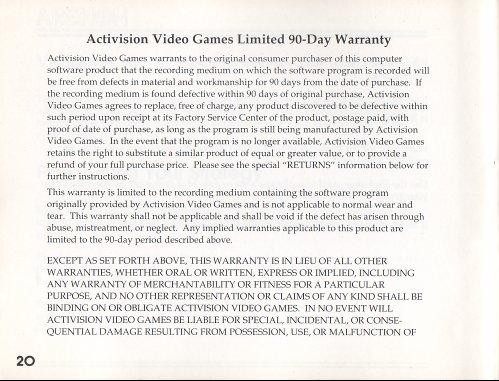 Activision Video Games Limited 90-Day Warranty
Activision Video Games warrants to the original consumer purchaser of this computer
software product that the recording medium on which the software program is recorded will
be free from defects in material and workmanship for 90 days from the date of purchase. If
the recording medium is found defective within 90 days of original purchase, Activision
Video Games agrees to replace, free of charge, any product discovered to be defective within
such period upon receipt at its Factory Service Center of the product, postage paid, with
proof of date of purchase, as long as the program is still being manufactured by Activision
Video Games. In the event that the program is no longer available, Activision Video Games
retains the right to substitute a similar product of equal or greater value, or to provide a
refund of your full purchase price. Please see the special "RETURNS" information below for
further instructions.
This warranty is limited to the recording medium containing the software program
originally provided by Activision Video Games and is not applicable to normal wear and
tear. This warranty shall not be applicable and shall be void if the defect has arisen through
abuse, mistreatment, or neglect. Any implied warranties applicable to this product are
limited to the 90-day period described above.
EXCEPT AS SET FORTH ABOVE, THIS WARRANTY IS IN LIEU OF ALL OTHER
WARRANTIES, WHETHER ORAL OR WRITTEN, EXPRESS OR IMPLIED, INCLUDING
ANY WARRANTY OF MERCHANTABILITY OR FITNESS FOR A PARTICULAR
PURPOSE, AND NO OTHER REPRESENTATION OR CLAIMS OF ANY KIND SHALL BE
BINDING ON OR OBLIGATE ACTIVISION VIDEO GAMES. IN NO EVENT WILL
ACTIVISION VIDEO GAMES BE LIABLE FOR SPECIAL, INCIDENTAL, OR CONSE-
QUENTIAL DAMAGE RESULTING FROM POSSESSION, USE, OR MALFUNCTION OF
20